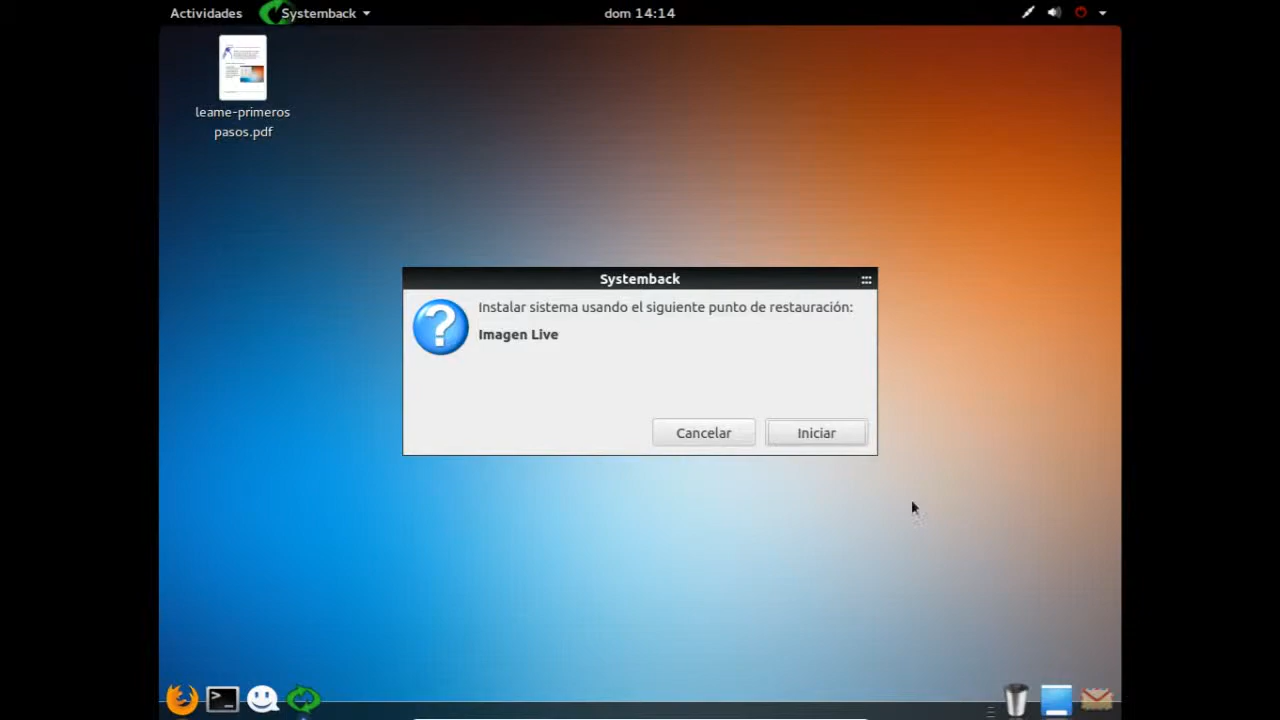 Actividades Systemback dom 14:14
leame-primeros
pasos.pdf
Systemback
Instalar sistema usando el siguiente punto de restauración:
Imagen Live
Cancelar Iniciar